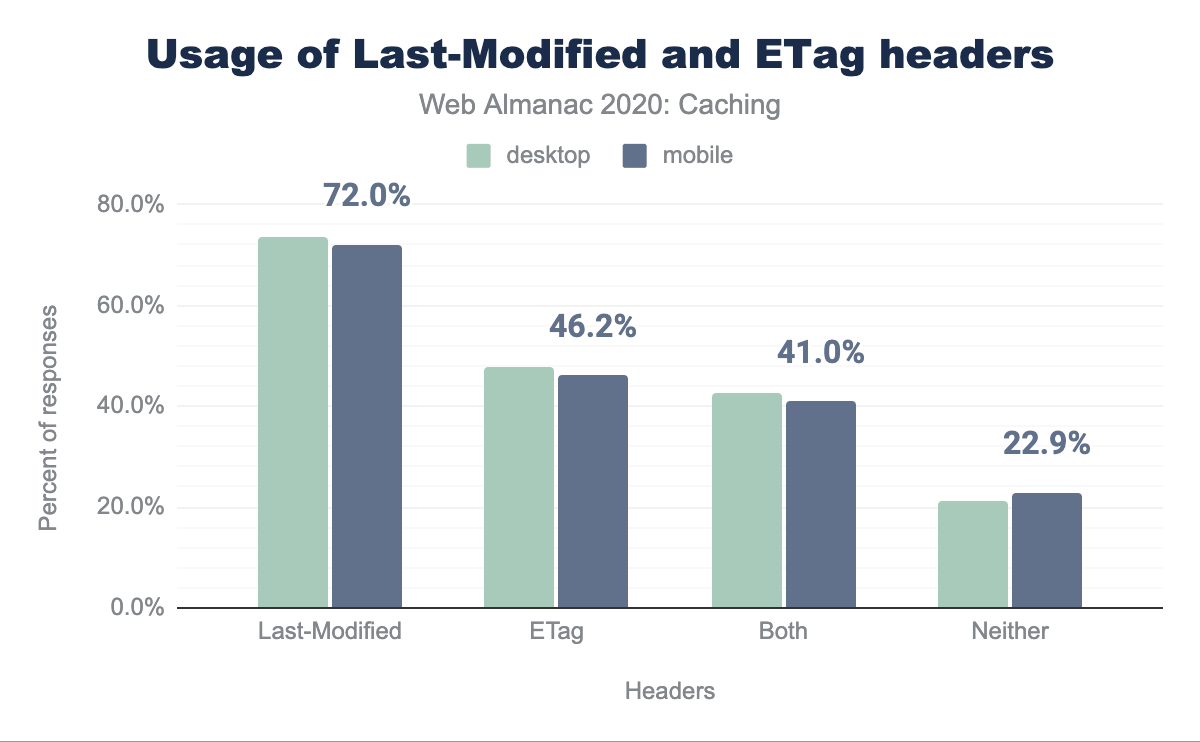 Usage of Last-Modified and ETag headers
Web Almanac 2020: Caching
desktop mobile
72.0%
80.0%
60.0%
46.2%
41.0%
40.0%
22.9%
20.0%
0.0%
Percent of responses
Last-Modified ETag Both Neither
Headers